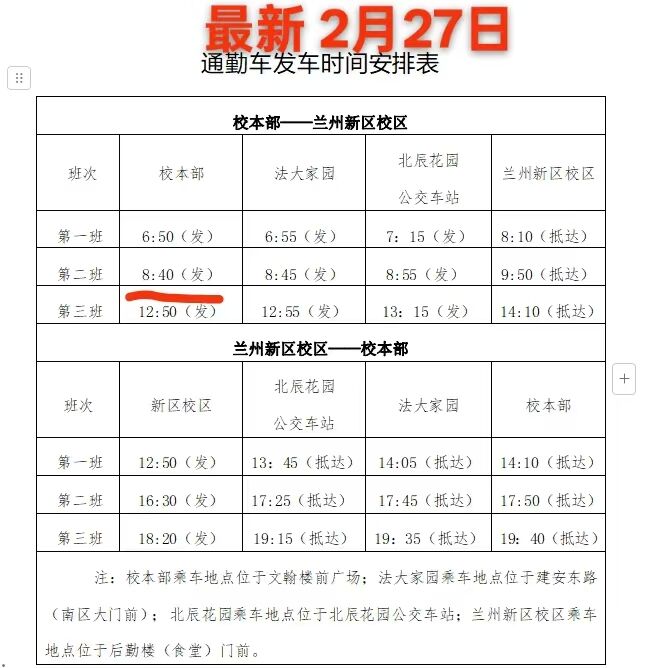 最新 2月27日
通勤车发车时间安排表
校本部——兰州新区校区
班次 校本部 法大家园 北辰花园 兰州新区校区
公交车站
第一班 6:50（发） 6:55（发） 7：15（发） 8:10（抵达）
第二班 8:40（发） 8:45（发） 8:55（发） 9:50（抵达）
第三班 12:50（发） 12:55（发） 13：15（发） 14:10（抵达）
兰州新区校区——校本部
班次 新区校区 北辰花园 法大家园 校本部
公交车站
第一班 12:50（发） 13：45（抵达） 14:05（抵达） 14:10（抵达）
第二班 16:30（发） 17:25（抵达） 17:45（抵达） 17:50（抵达）
第三班 18:20（发） 19:15（抵达） 19：35（抵达） 19：40（抵达）
注：校本部乘车地点位于文翰楼前广场；法大家园乘车地点位于建安东路
（南区大门前）；北辰花园乘车地点位于北辰花园公交车站；兰州新区校区乘车
地点位于后勤楼（食堂）门前。